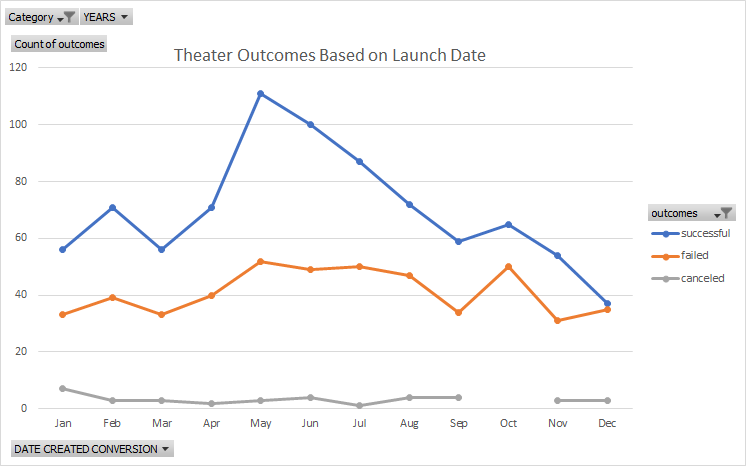 Category YEARS
Count of outcomes
Theater Outcomes Based on Launch Date
120
100
80
60
40
20
0
Jan Feb Mar Apr May Jun Jul Aug Sep Oct Nov Dec
outcomes
successful
failed
canceled
DATE CREATED CONVERSION